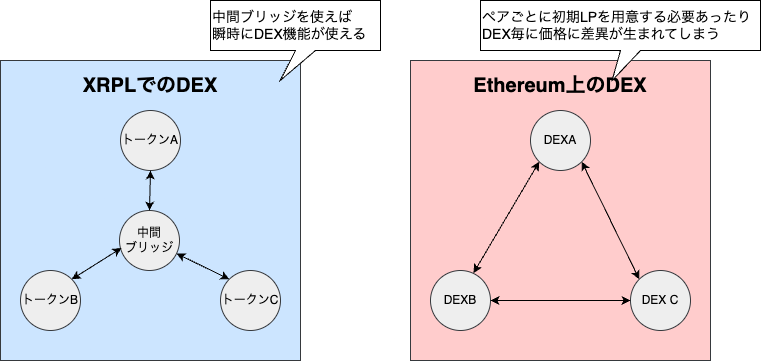 中間ブリッジを使えば
瞬時にDEX機能が使える
XRPLでのDEX
トークンA
中間
ブリッジ
トークンB
トークンC
ペアごとに初期LPを用意する必要あったり
DEX毎に価格に差異が生まれてしまう
Ethereum上のDEX
DEXA
DEXB
DEX C